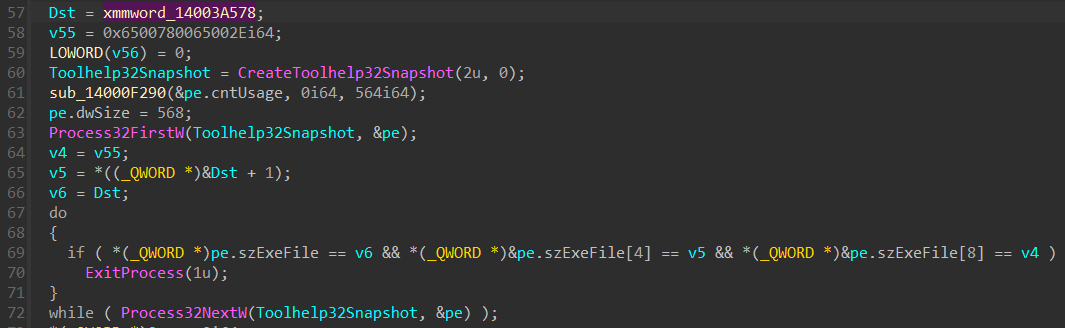 57 Dst = xmmword_14003A578;
58 v55 = 0x6500780065002Ei64;
59 LOWORD(v56) = 0;
60 Toolhelp32Snapshot = CreateToolhelp32Snapshot(2u, 0);
61 sub_14000F290(&pe.cntUsage, 0i64, 564i64);
62 pe.dwSize = 568;
63 Process32FirstW(Toolhelp32Snapshot, &pe);
64 v4 = v55;
65 v5 = *((_QWORD *)&Dst + 1);
66 v6 = Dst;
67 do
68 {
69 if ( *(_QWORD *)pe.szExeFile == v6 && *(_QWORD *)&pe.szExeFile[4] == v5 && *(_QWORD *)&pe.szExeFile[8] == v4 )
70 ExitProcess(1u);
71 }
72 while ( Process32NextW(Toolhelp32Snapshot, &pe) );